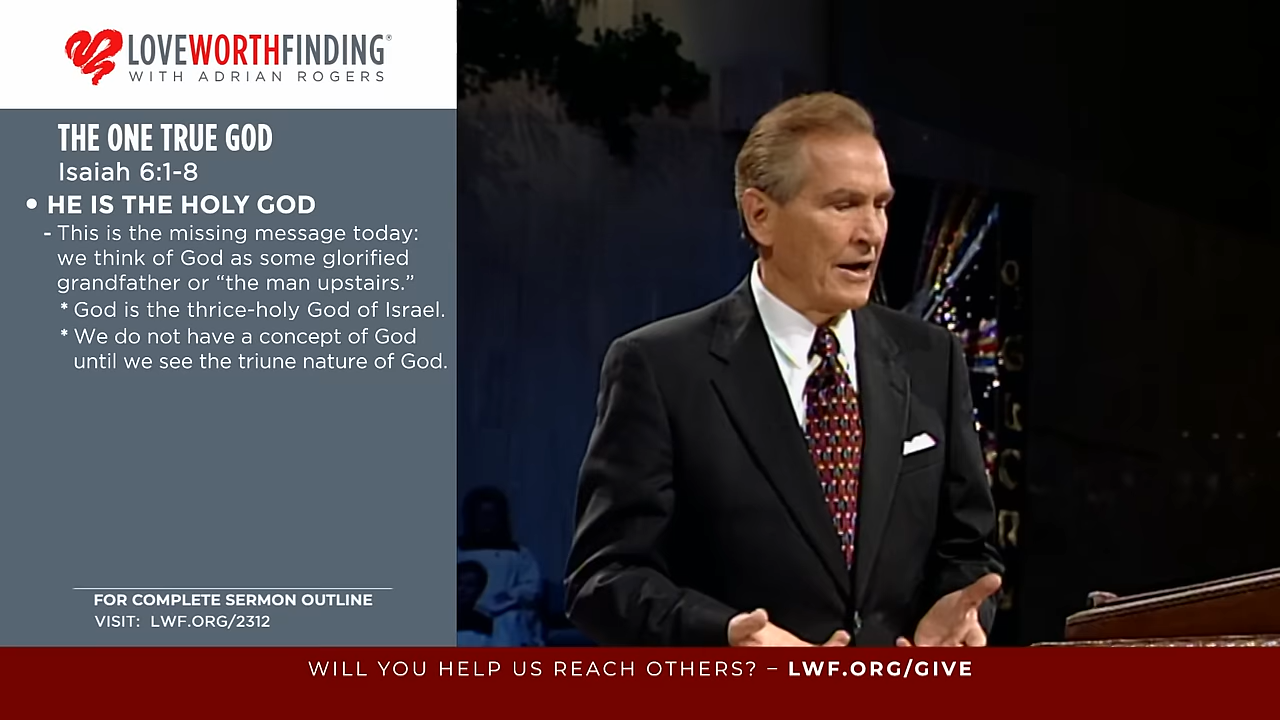 LOVEWORTHFINDING®
WITH ADRIAN ROGERS
THE ONE TRUE GOD
Isaiah 6:1-8
• HE IS THE HOLY GOD
- This is the missing message today:
we think of God as some glorified
grandfather or “the man upstairs.”
* God is the thrice-holy God of Israel.
* We do not have a concept of God
until we see the triune nature of God.
FOR COMPLETE SERMON OUTLINE
VISIT: LWF.ORG/2312
WILL YOU HELP US REACH OTHERS? – LWF.ORG/GIVE